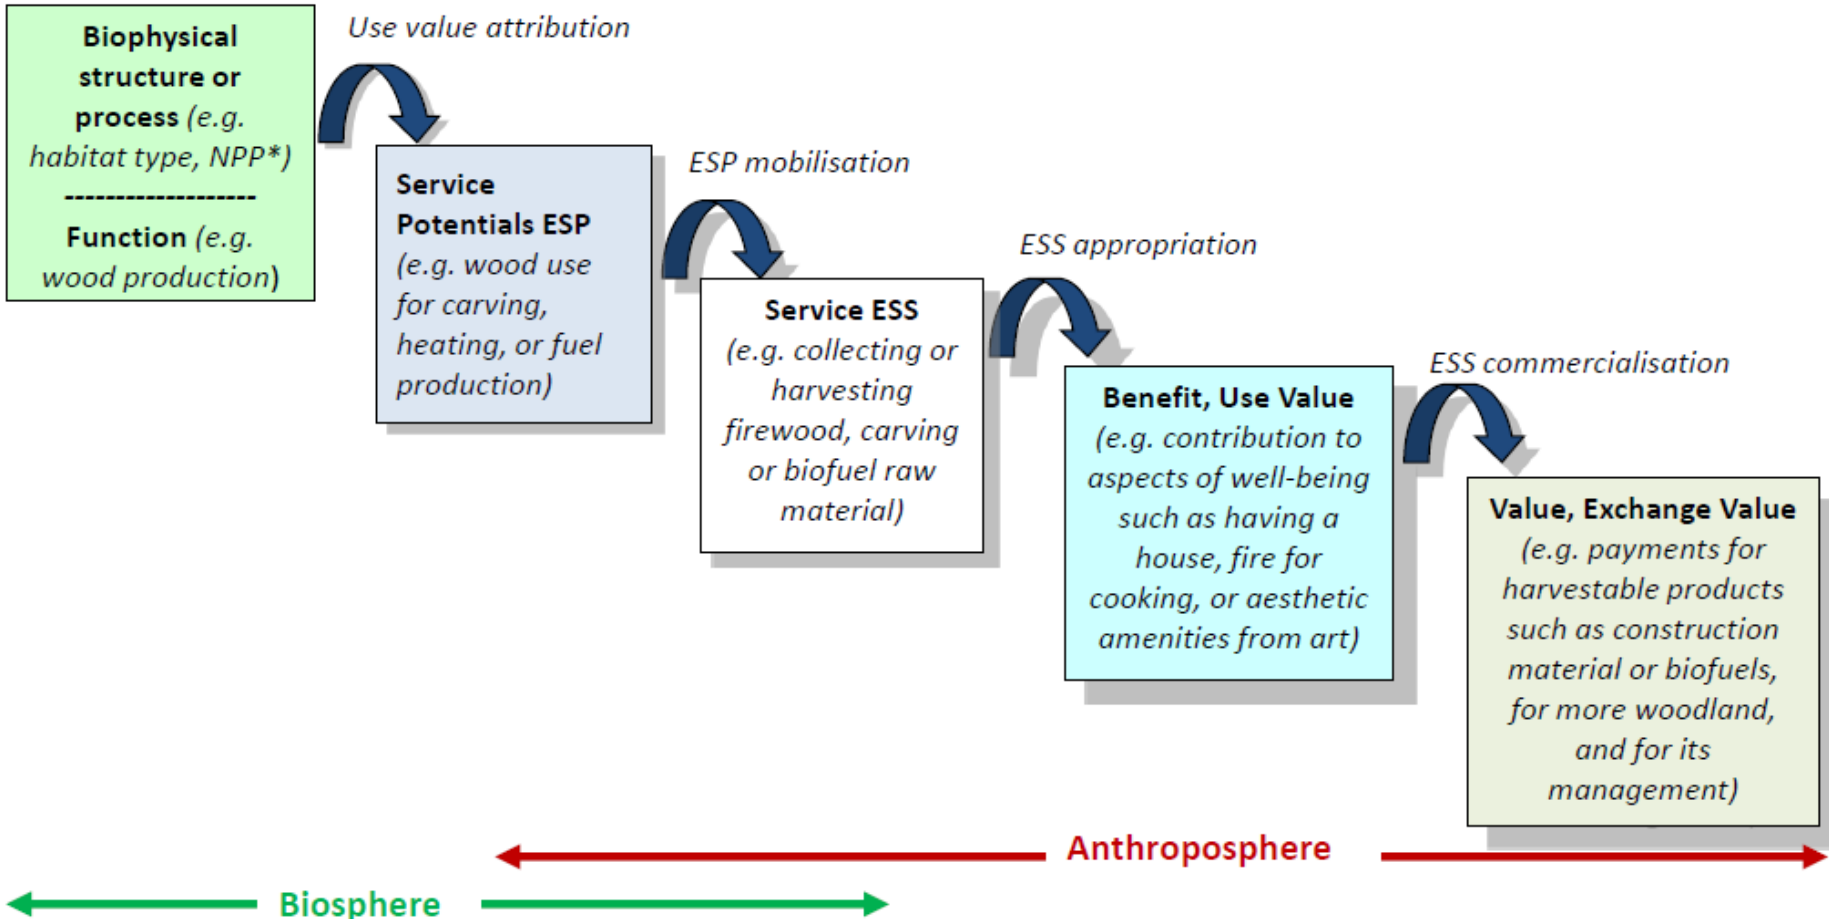 Biophysical
structure or
process (e.g.
habitat type, NPP*)
-------------------
Function (e.g.
wood production)
Use value attribution
Service
Potentials ESP
(e.g. wood use
for carving,
heating, or fuel
production)
ESP mobilisation
Service ESS
(e.g. collecting or
harvesting
firewood, carving
or biofuel raw
material)
ESS appropriation
Benefit, Use Value
(e.g. contribution to
aspects of well-being
such as having a
house, fire for
cooking, or aesthetic
amenities from art)
ESS commercialisation
Value, Exchange Value
(e.g. payments for
harvestable products
such as construction
material or biofuels,
for more woodland,
and for its
management)
Anthroposphere
Biosphere